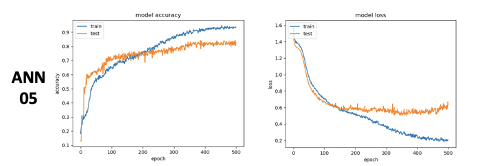 ANN
05
model accuracy
train
test
accuracy
0.9
0.8
0.7
0.6
0.5
0.4
0.3
0.2
0 100 200 300 400 500
epoch
model loss
train
test
loss
1.6
1.4
1.2
1.0
0.8
0.6
0.4
0.2
0 100 200 300 400 500
epoch